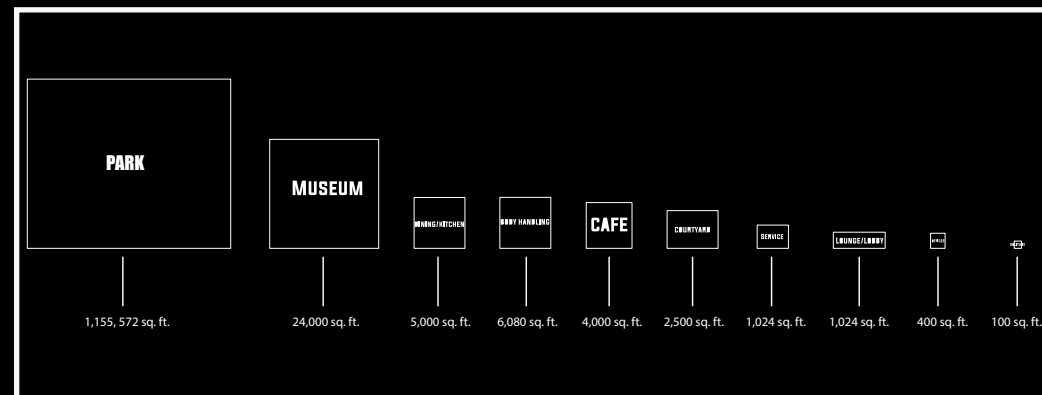 PARK
MUSEUM
DINING/KITCHEN
BODY HANDLING
CAFE
COURTYARD
SERVICE
LOUNGE/LOBBY
1,155, 572 sq. ft.
24,000 sq. ft.
5,000 sq. ft.
6,080 sq. ft.
4,000 sq. ft.
2,500 sq. ft.
1,024 sq. ft.
1,024 sq. ft.
400 sq. ft.
100 sq. ft.